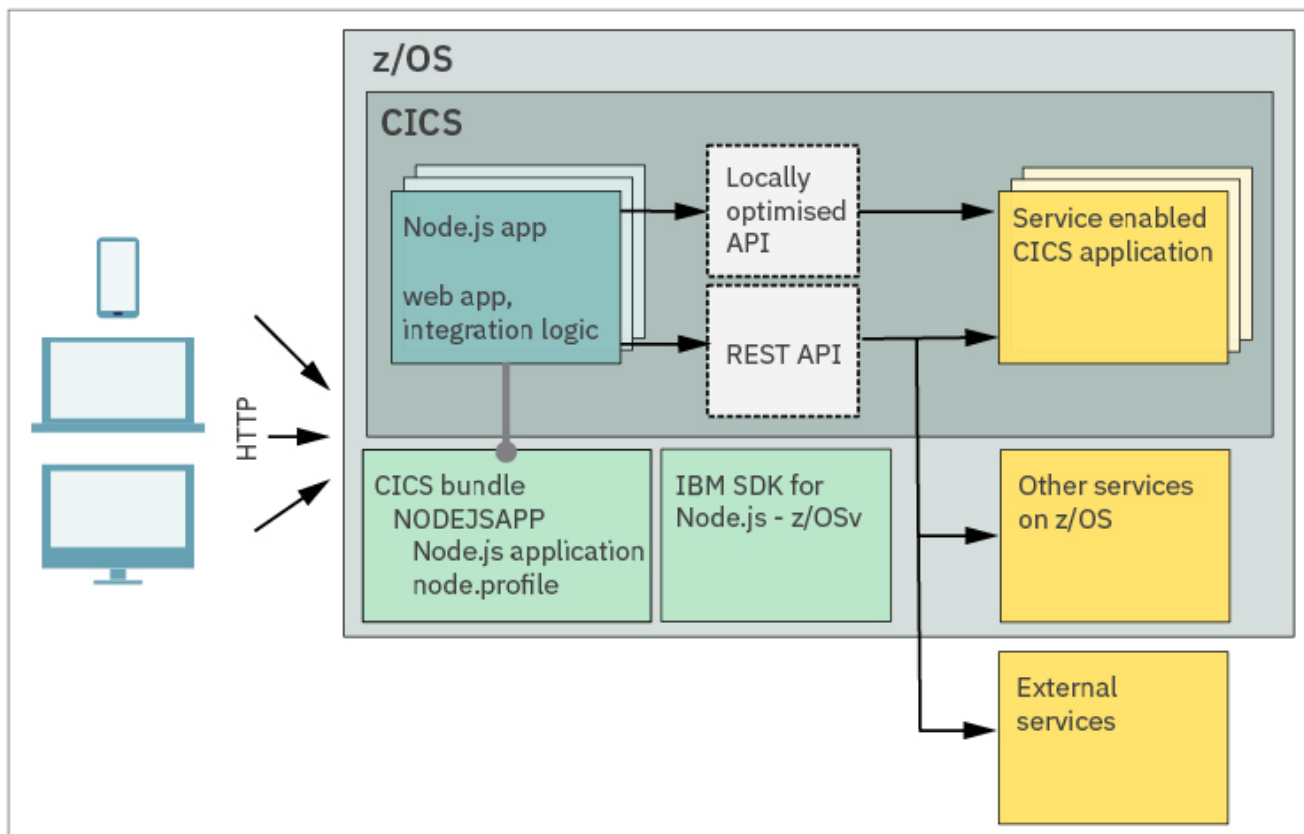 z/OS
CICS
Node.js app
web app,
integration logic
Locally
optimised
API
REST API
Service enabled
CICS application
HTTP
CICS bundle
NODEJSAPP
Node.js application
node.profile
IBM SDK for
Node.js - z/OSv
Other services
on z/OS
External
services